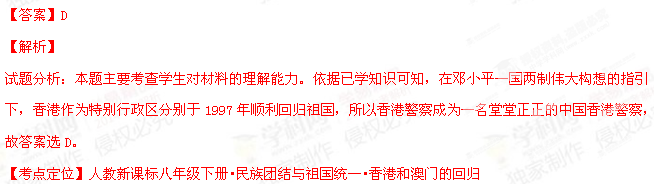 【答案】D
【解析】
试题分析：本题主要考查学生对材料的理解能力。依据已学知识可知，在邓小平一国两制伟大构想的指引
下，香港作为特别行政区分别于 1997 年顺利回归祖国，所以香港警察成为一名堂堂正正的中国香港警察，
故答案选 D。
【考点定位】人教新课标八年级下册·民族团结与祖国统一·香港和澳门的回归